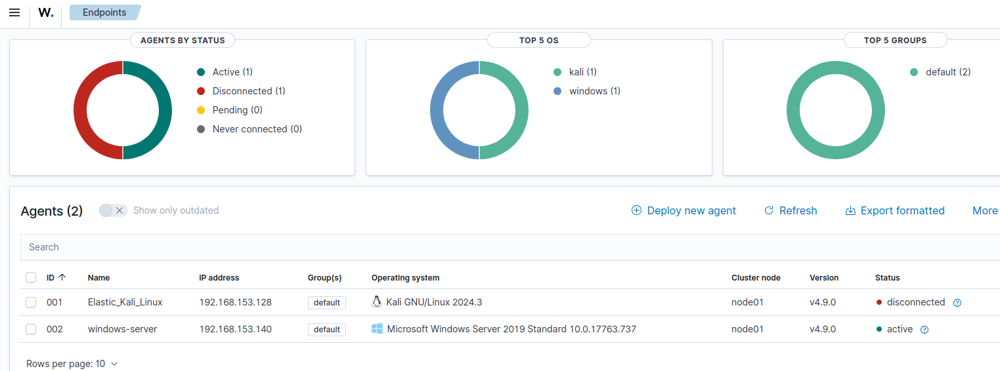 W. Endpoints
AGENTS BY STATUS
Active (1)
Disconnected (1)
Pending (0)
Never connected (0)
TOP 5 OS
kali (1)
windows (1)
TOP 5 GROUPS
default (2)
Agents (2) Show only outdated Deploy new agent Refresh Export formatted More
Search
ID Name IP address Group(s) Operating system Cluster node Version Status
001 Elastic_Kali_Linux 192.168.153.128 default Kali GNU/Linux 2024.3 node01 v4.9.0 disconnected ?
002 windows-server 192.168.153.140 default Microsoft Windows Server 2019 Standard 10.0.17763.737 node01 v4.9.0 active ?
Rows per page: 10